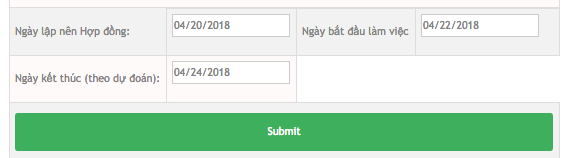 Ngày lập nên Hợp đồng: 04/20/2018 Ngày bắt đầu làm việc 04/22/2018
Ngày kết thúc (theo dự đoán): 04/24/2018
Submit